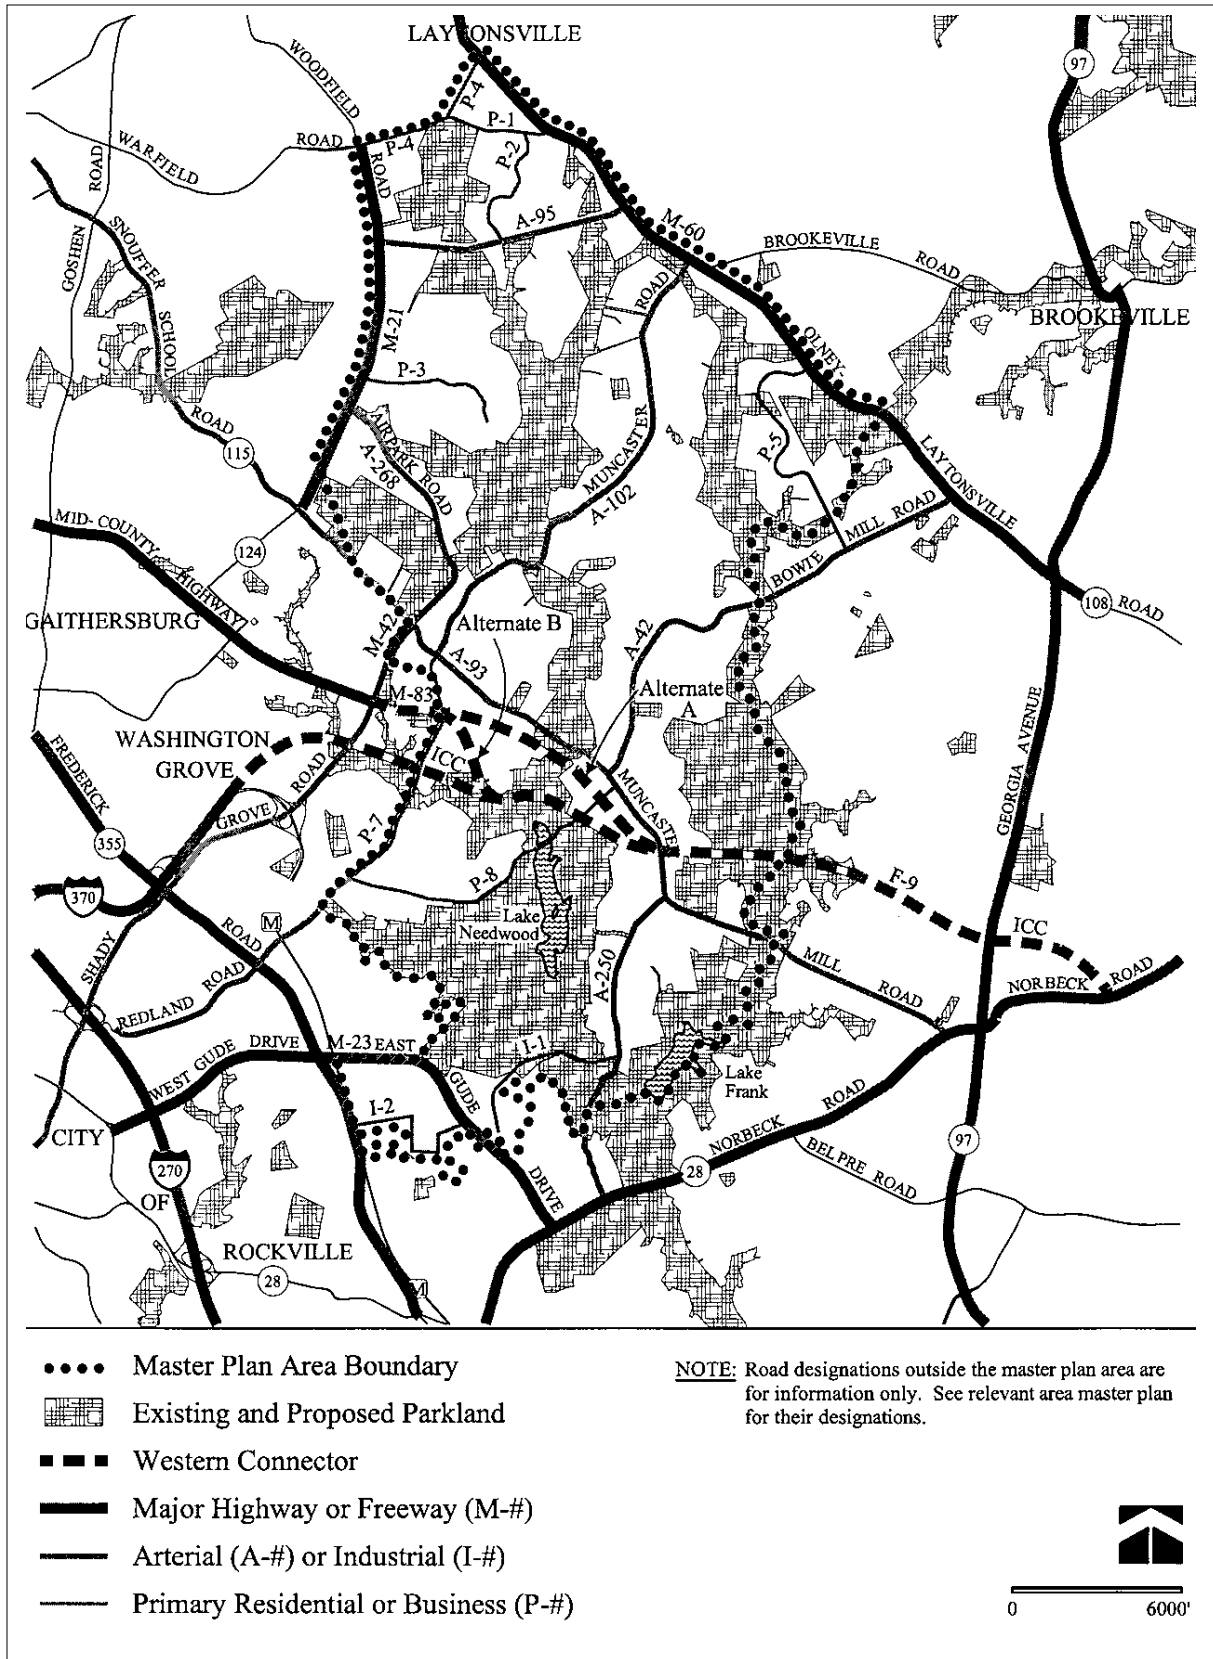 LAYTONSVILLE
WOODFIELD
97
P-4
P-1
WARFIELD
ROAD
P-4
ROAD
P-2
ROAD
A-95
M-60
SNOUFFER
GOSHEN
BROOKEVILLE
ROAD
ROAD
BROOKEVILLE
SCHOOL
M-21
P-3
OLNEY-
ROAD
115
AIRPARK
A-268
ROAD
MUNCASTER
A-102
P-5
LAYTONSVILLE
MID-COUNTY
HIGHWAY
124
MILL ROAD
BOWIE
108
ROAD
GAITHERSBURG
M-42
Alternate B
A-93
A-42
M-83
Alternate
A
WASHINGTON
GROVE
ICC
GEORGIA AVENUE
FREDERICK
ROAD
GROVE
MUNCASTER
355
P-7
P-8
F-9
370
Lake
Needwood
M
ROAD
ICC
SHADY
A-250
MILL
ROAD
NORBECK
ROAD
REDLAND
ROAD
DRIVE
M-23
EAST
I-1
WEST GUDE
GUDE
Lake
Frank
I-2
ROAD
CITY
NORBECK
97
BELPRE ROAD
270
28
DRIVE
OF
ROCKVILLE
28
M
Master Plan Area Boundary
Existing and Proposed Parkland
Western Connector
Major Highway or Freeway (M-#)
Arterial (A-#) or Industrial (I-#)
Primary Residential or Business (P-#)
NOTE: Road designations outside the master plan area are
for information only. See relevant area master plan
for their designations.
0
6000'